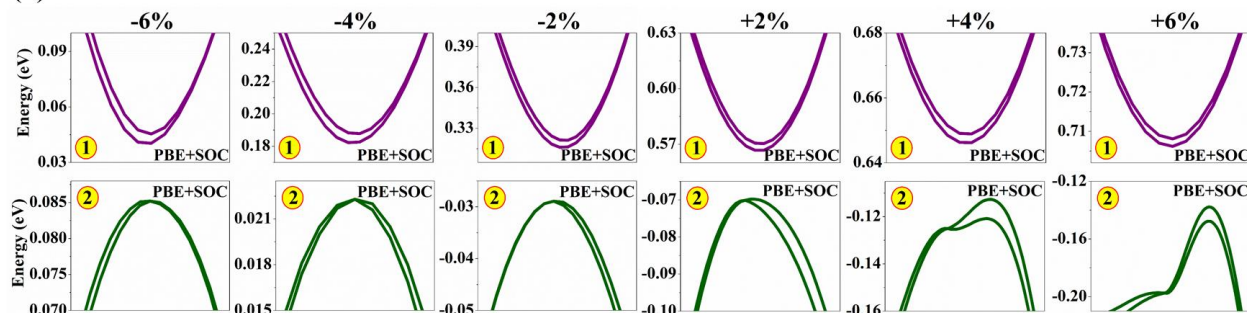 -6% -4% -2% +2% +4% +6%
Energy (eV)
0.09 0.24 0.39 0.63 0.68 0.73
0.06 0.22 0.36 0.60 0.66 0.72
0.20 0.33 0.71
0.03 0.18 0.57 0.64
1 PBE+SOC 1 PBE+SOC 1 PBE+SOC 1 PBE+SOC 1 PBE+SOC 1 PBE+SOC
Energy (eV)
2 PBE+SOC 2 PBE+SOC 2 PBE+SOC 2 PBE+SOC 2 PBE+SOC 2 PBE+SOC
0.085 0.021 -0.03 -0.07 -0.12 -0.12
0.080 0.018 -0.04 -0.08 -0.14 -0.16
0.075 -0.09 -0.20
0.070 0.015 -0.05 -0.10 -0.16